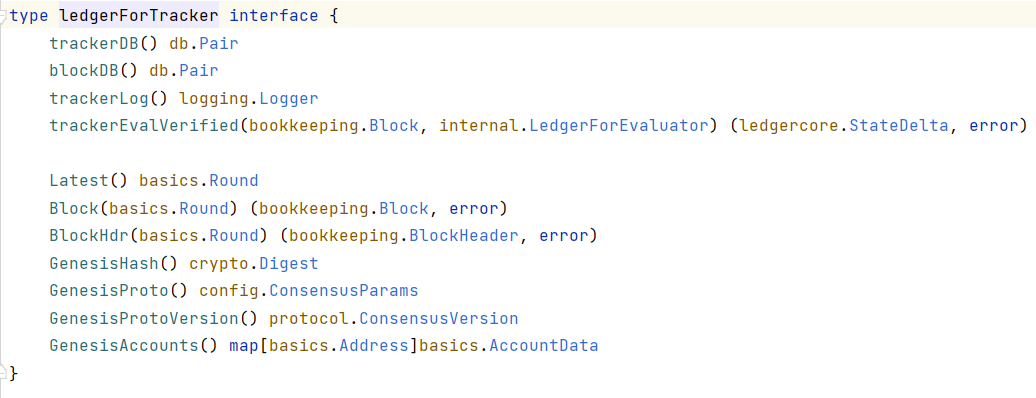 type ledgerForTracker interface {
    trackerDB() db.Pair
    blockDB() db.Pair
    trackerLog() logging.Logger
    trackerEvalVerified(bookkeeping.Block, internal.LedgerForEvaluator) (ledgercore.StateDelta, error)

    Latest() basics.Round
    Block(basics.Round) (bookkeeping.Block, error)
    BlockHdr(basics.Round) (bookkeeping.BlockHeader, error)
    GenesisHash() crypto.Digest
    GenesisProto() config.ConsensusParams
    GenesisProtoVersion() protocol.ConsensusVersion
    GenesisAccounts() map[basics.Address]basics.AccountData
}